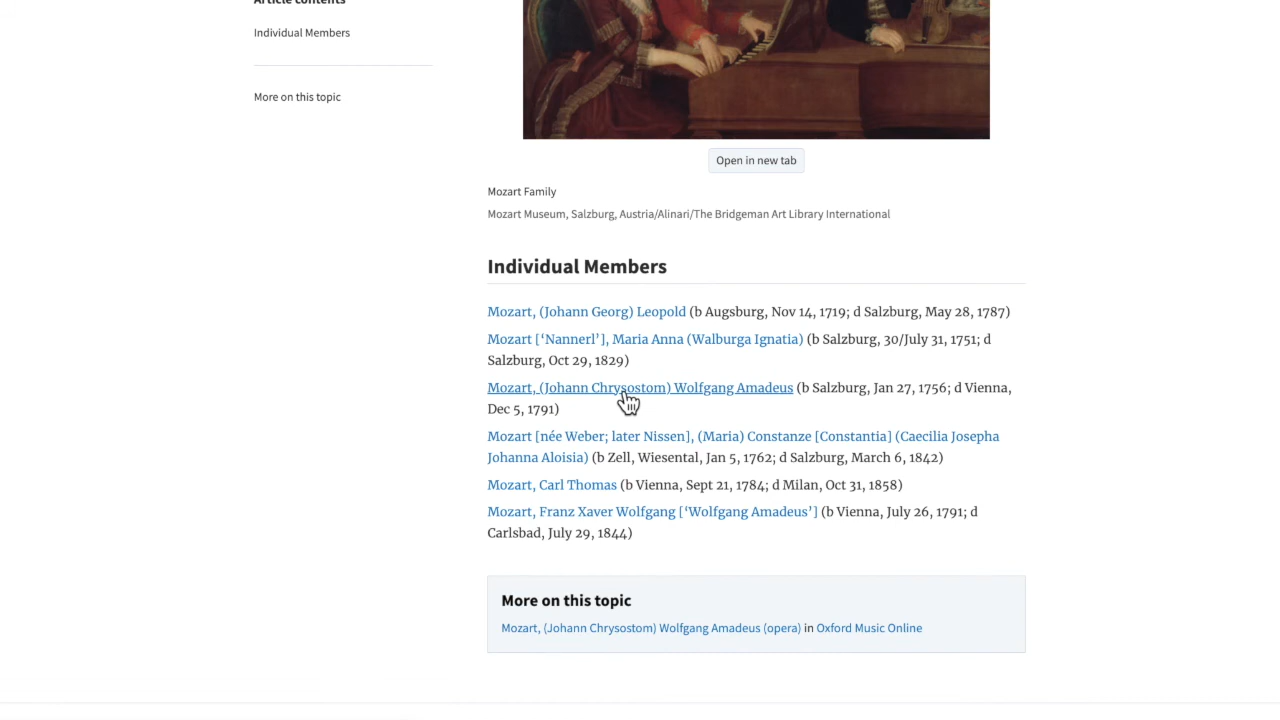 Article contents
Individual Members
More on this topic
Open in new tab
Mozart Family
Mozart Museum, Salzburg, Austria/Alinari/The Bridgeman Art Library International
Individual Members
Mozart, (Johann Georg) Leopold (b Augsburg, Nov 14, 1719; d Salzburg, May 28, 1787)
Mozart [‘Nannerl’], Maria Anna (Walburga Ignatia) (b Salzburg, 30/July 31, 1751; d
Salzburg, Oct 29, 1829)
Mozart, (Johann Chrysostom) Wolfgang Amadeus (b Salzburg, Jan 27, 1756; d Vienna,
Dec 5, 1791)
Mozart [née Weber; later Nissen], (Maria) Constanze [Constantia] (Caecilia Josepha
Johanna Aloisia) (b Zell, Wiesental, Jan 5, 1762; d Salzburg, March 6, 1842)
Mozart, Carl Thomas (b Vienna, Sept 21, 1784; d Milan, Oct 31, 1858)
Mozart, Franz Xaver Wolfgang [‘Wolfgang Amadeus’] (b Vienna, July 26, 1791; d
Carlsbad, July 29, 1844)
More on this topic
Mozart, (Johann Chrysostom) Wolfgang Amadeus (opera) in Oxford Music Online